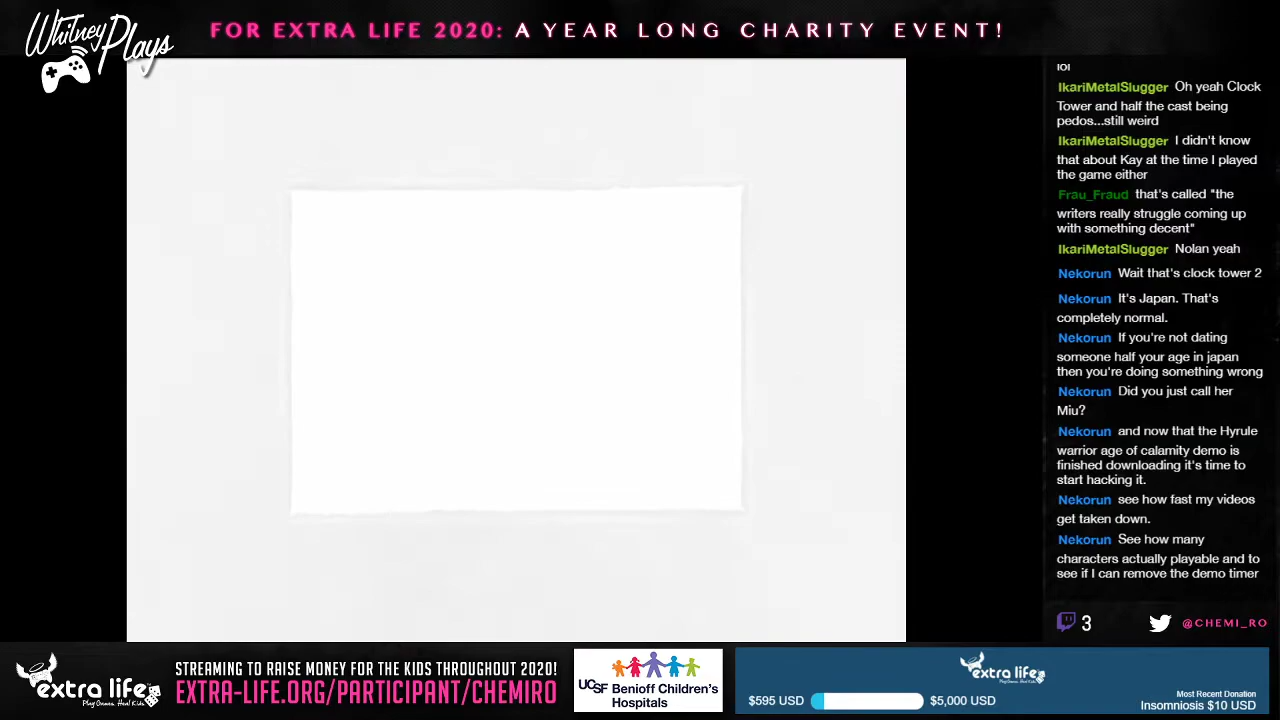 Whitney Plays
FOR EXTRA LIFE 2020: A YEAR LONG CHARITY EVENT!
lol
IkariMetalSlugger Oh yeah Clock
Tower and half the cast being
pedos...still weird
IkariMetalSlugger I didn't know
that about Kay at the time I played
the game either
Frau_Fraud that's called "the
writers really struggle coming up
with something decent"
IkariMetalSlugger Nolan yeah
Nekorun Wait that's clock tower 2
Nekorun It's Japan. That's
completely normal.
Nekorun If you're not dating
someone half your age in japan
then you're doing something wrong
Nekorun Did you just call her
Miu?
Nekorun and now that the Hyrule
warrior age of calamity demo is
finished downloading it's time to
start hacking it.
Nekorun see how fast my videos
get taken down.
Nekorun See how many
characters actually playable and to
see if I can remove the demo timer
3
@CHEMI_RO
extra life
Play Games. Heal Kids.
STREAMING TO RAISE MONEY FOR THE KIDS THROUGHOUT 2020!
EXTRA-LIFE.ORG/PARTICIPANT/CHEMIRO
UCSF Benioff Children's
Hospitals
extra life
Play Games. Heal Kids.
$595 USD
$5,000 USD
Most Recent Donation
Insomniosis $10 USD